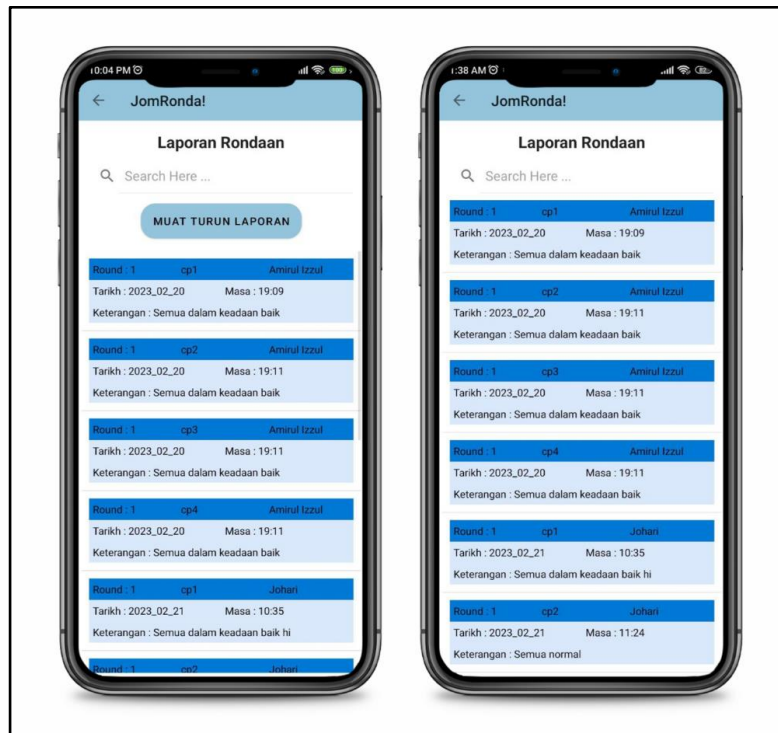 10:04 PM
JomRonda!
Laporan Rondaan
Search Here ...
MUAT TURUN LAPORAN
Round : 1 cp1 Amirul Izzul
Tarikh : 2023_02_20 Masa : 19:09
Keterangan : Semua dalam keadaan baik
Round : 1 cp2 Amirul Izzul
Tarikh : 2023_02_20 Masa : 19:11
Keterangan : Semua dalam keadaan baik
Round : 1 cp3 Amirul Izzul
Tarikh : 2023_02_20 Masa : 19:11
Keterangan : Semua dalam keadaan baik
Round : 1 cp4 Amirul Izzul
Tarikh : 2023_02_20 Masa : 19:11
Keterangan : Semua dalam keadaan baik
Round : 1 cp1 Johari
Tarikh : 2023_02_21 Masa : 10:35
Keterangan : Semua dalam keadaan baik hi
Round : 1 cp2 Johari
1:38 AM
JomRonda!
Laporan Rondaan
Search Here ...
Round : 1 cp1 Amirul Izzul
Tarikh : 2023_02_20 Masa : 19:09
Keterangan : Semua dalam keadaan baik
Round : 1 cp2 Amirul Izzul
Tarikh : 2023_02_20 Masa : 19:11
Keterangan : Semua dalam keadaan baik
Round : 1 cp3 Amirul Izzul
Tarikh : 2023_02_20 Masa : 19:11
Keterangan : Semua dalam keadaan baik
Round : 1 cp4 Amirul Izzul
Tarikh : 2023_02_20 Masa : 19:11
Keterangan : Semua dalam keadaan baik
Round : 1 cp1 Johari
Tarikh : 2023_02_21 Masa : 10:35
Keterangan : Semua dalam keadaan baik hi
Round : 1 cp2 Johari
Tarikh : 2023_02_21 Masa : 11:24
Keterangan : Semua normal